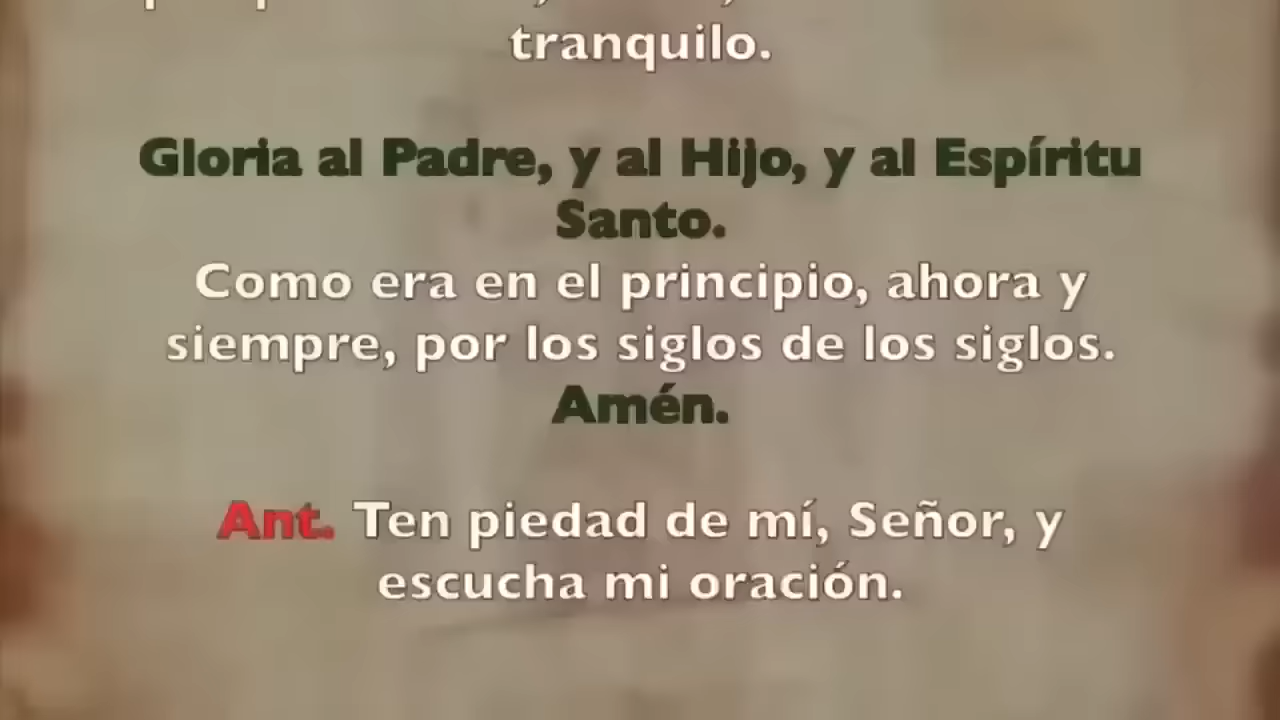 tranquilo.
Gloria al Padre, y al Hijo, y al Espíritu
Santo.
Como era en el principio, ahora y
siempre, por los siglos de los siglos.
Amén.
Ant. Ten piedad de mí, Señor, y
escucha mi oración.